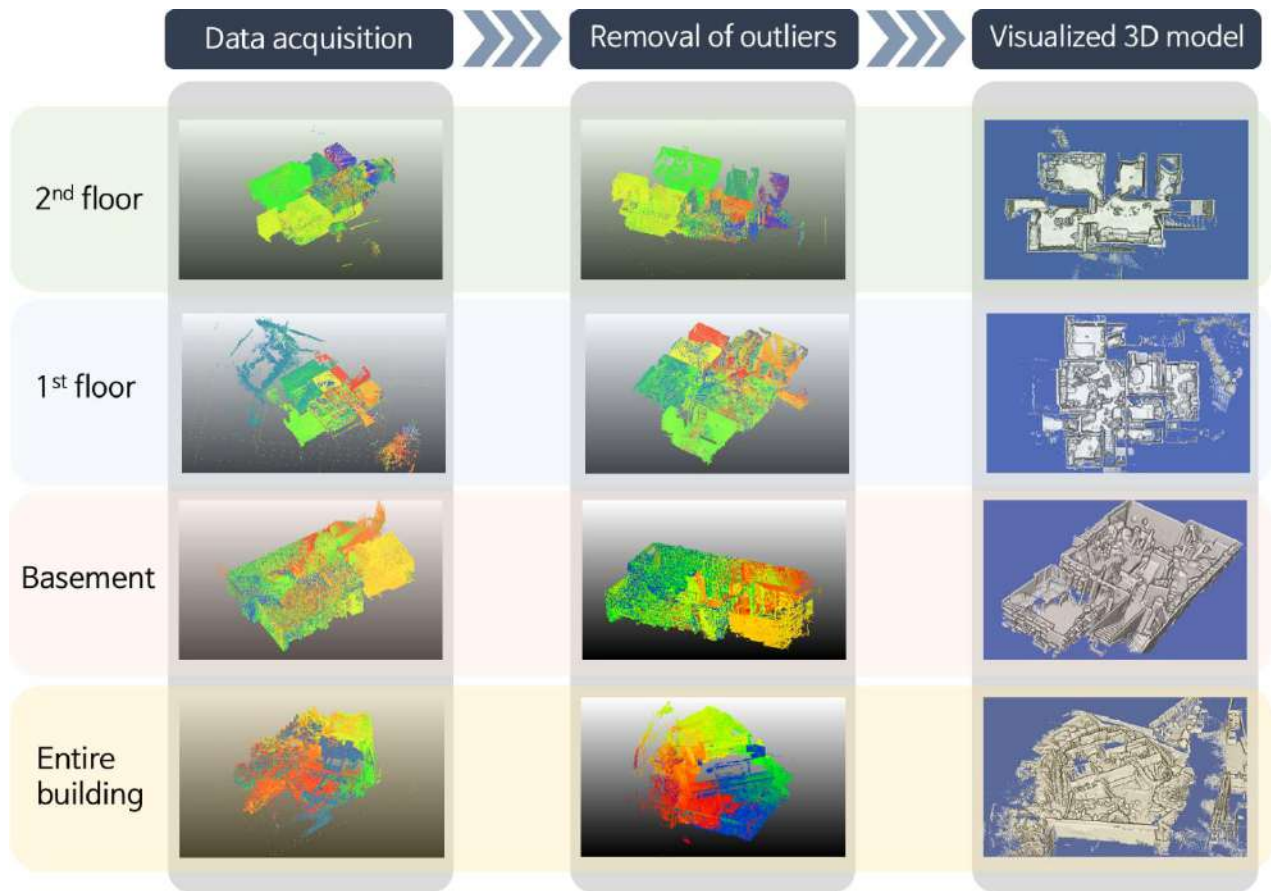 Data acquisition
Removal of outliers
Visualized 3D model
2nd floor
1st floor
Basement
Entire
building